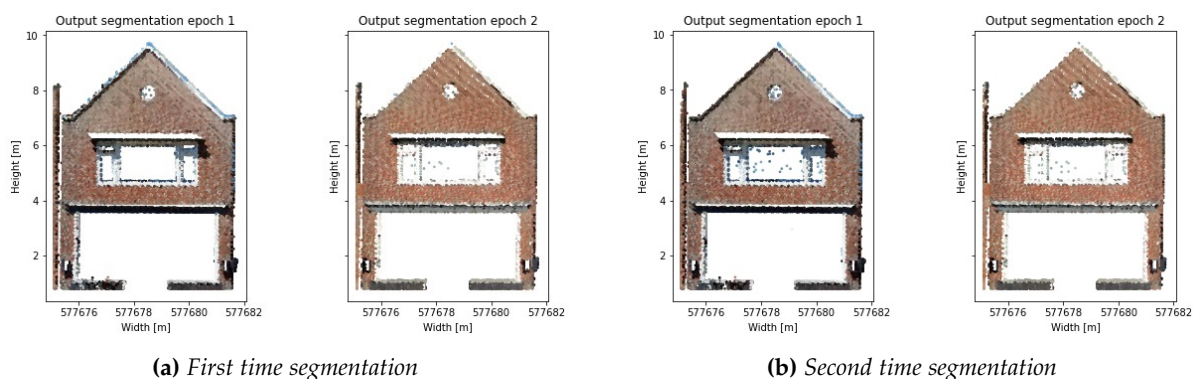 Output segmentation epoch 1
Output segmentation epoch 2
Output segmentation epoch 1
Output segmentation epoch 2
10
8
6
4
2
Height [m]
577676 577678 577680 577682
Width [m]
577676 577678 577680 577682
Width [m]
10
8
6
4
2
Height [m]
577676 577678 577680 577682
Width [m]
577676 577678 577680 577682
Width [m]
(a) First time segmentation
(b) Second time segmentation